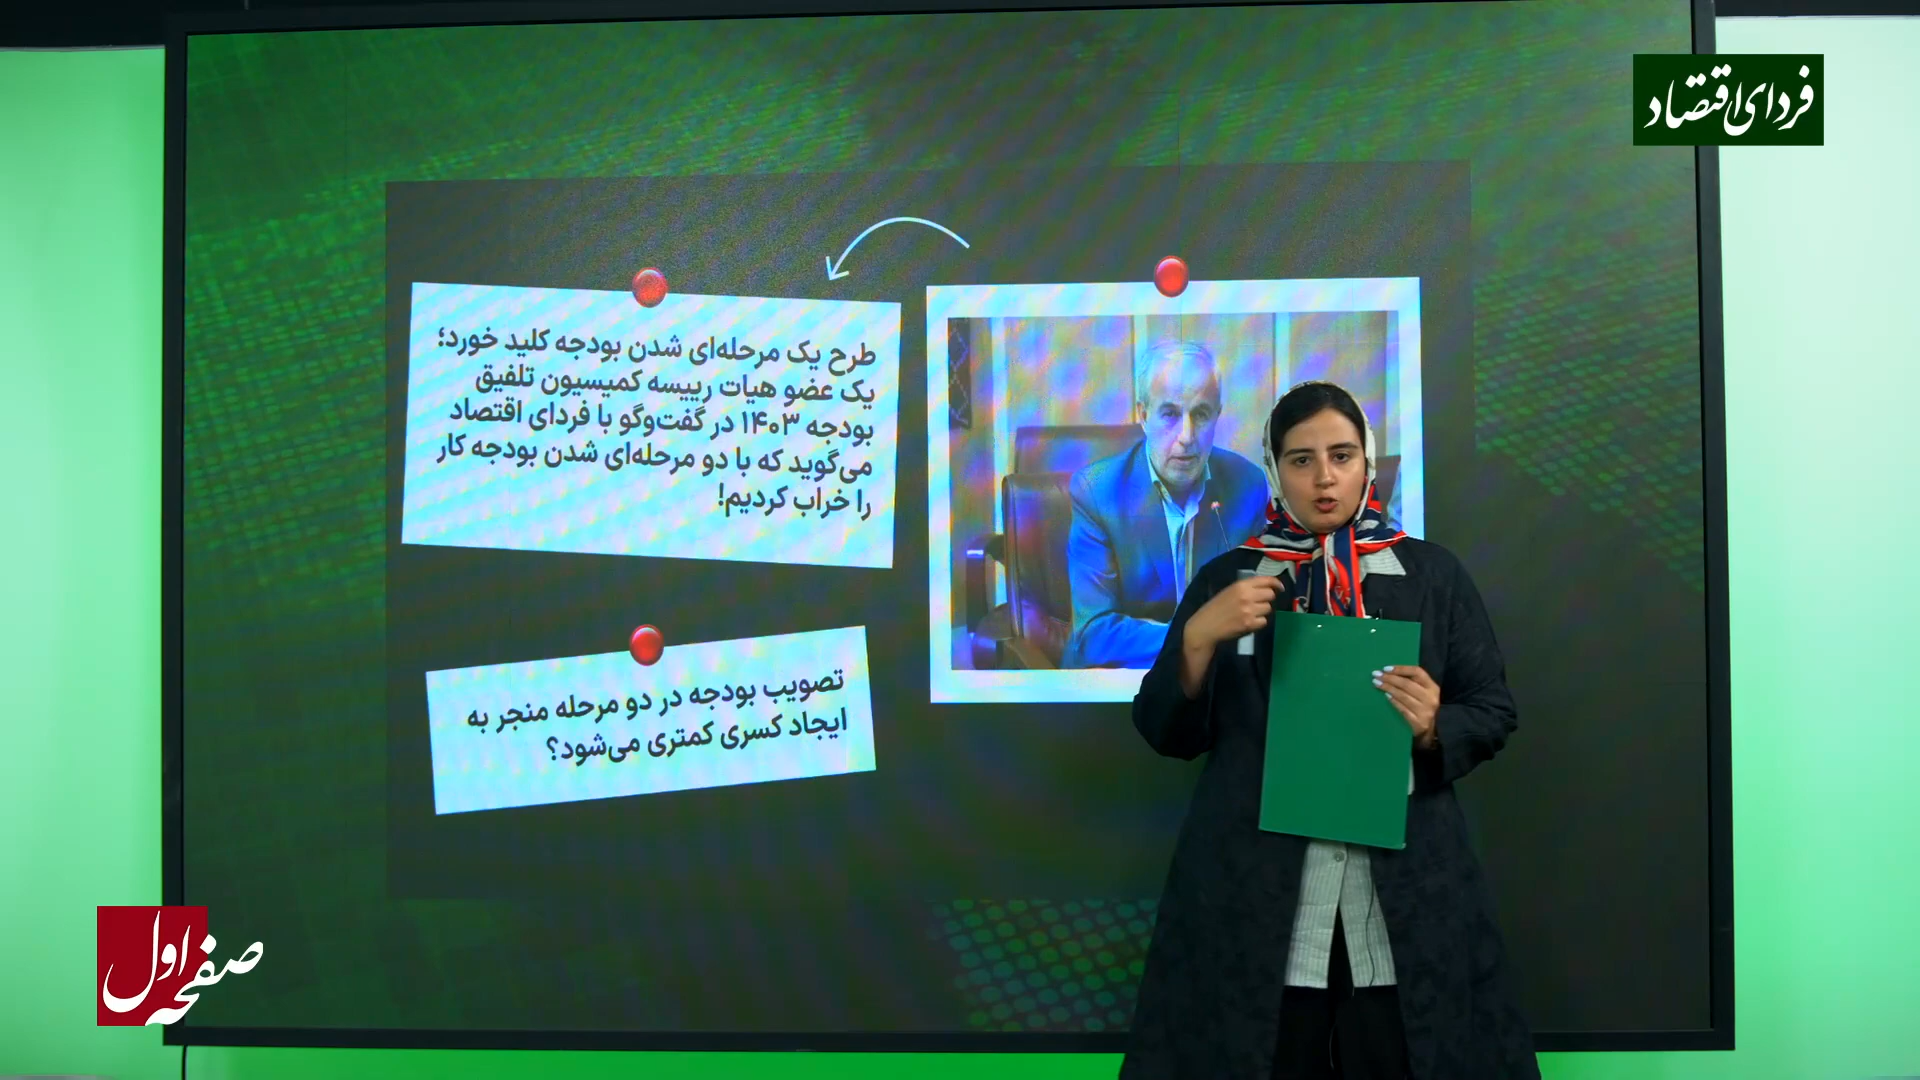 فردای اقتصاد
طرح یک مرحله‌ای شدن بودجه کلید خورد؛
یک عضو هیات رییسه کمیسیون تلفیق
بودجه ۱۴۰۳ در گفت‌وگو با فردای اقتصاد
می‌گوید که با دو مرحله‌ای شدن بودجه کار
را خراب کردیم!
تصویب بودجه در دو مرحله منجر به
ایجاد کسری کمتری می‌شود؟
صفحه اول